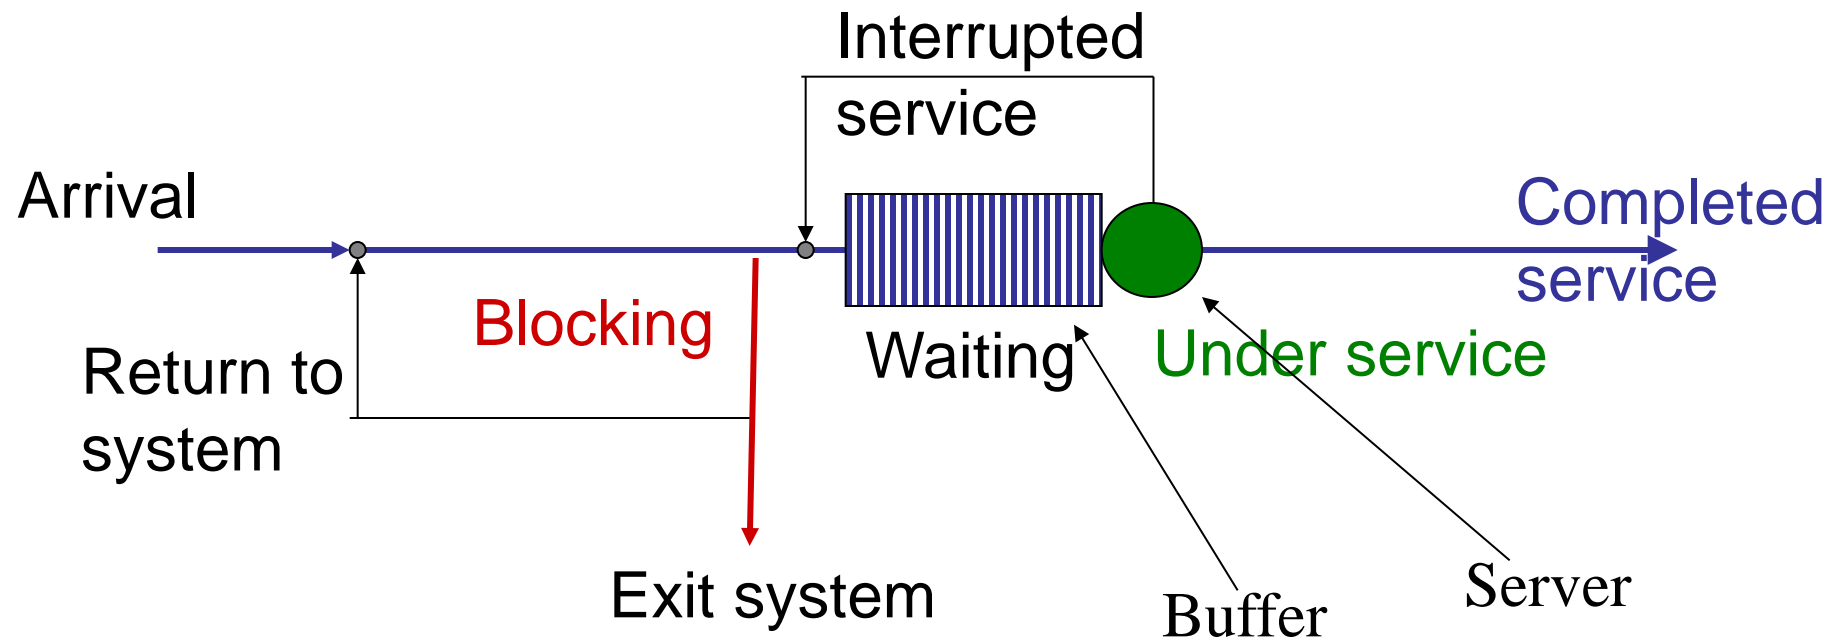 Interrupted
service
Arrival
Completed
service
Blocking
Waiting
Under service
Return to
system
Exit system
Buffer
Server